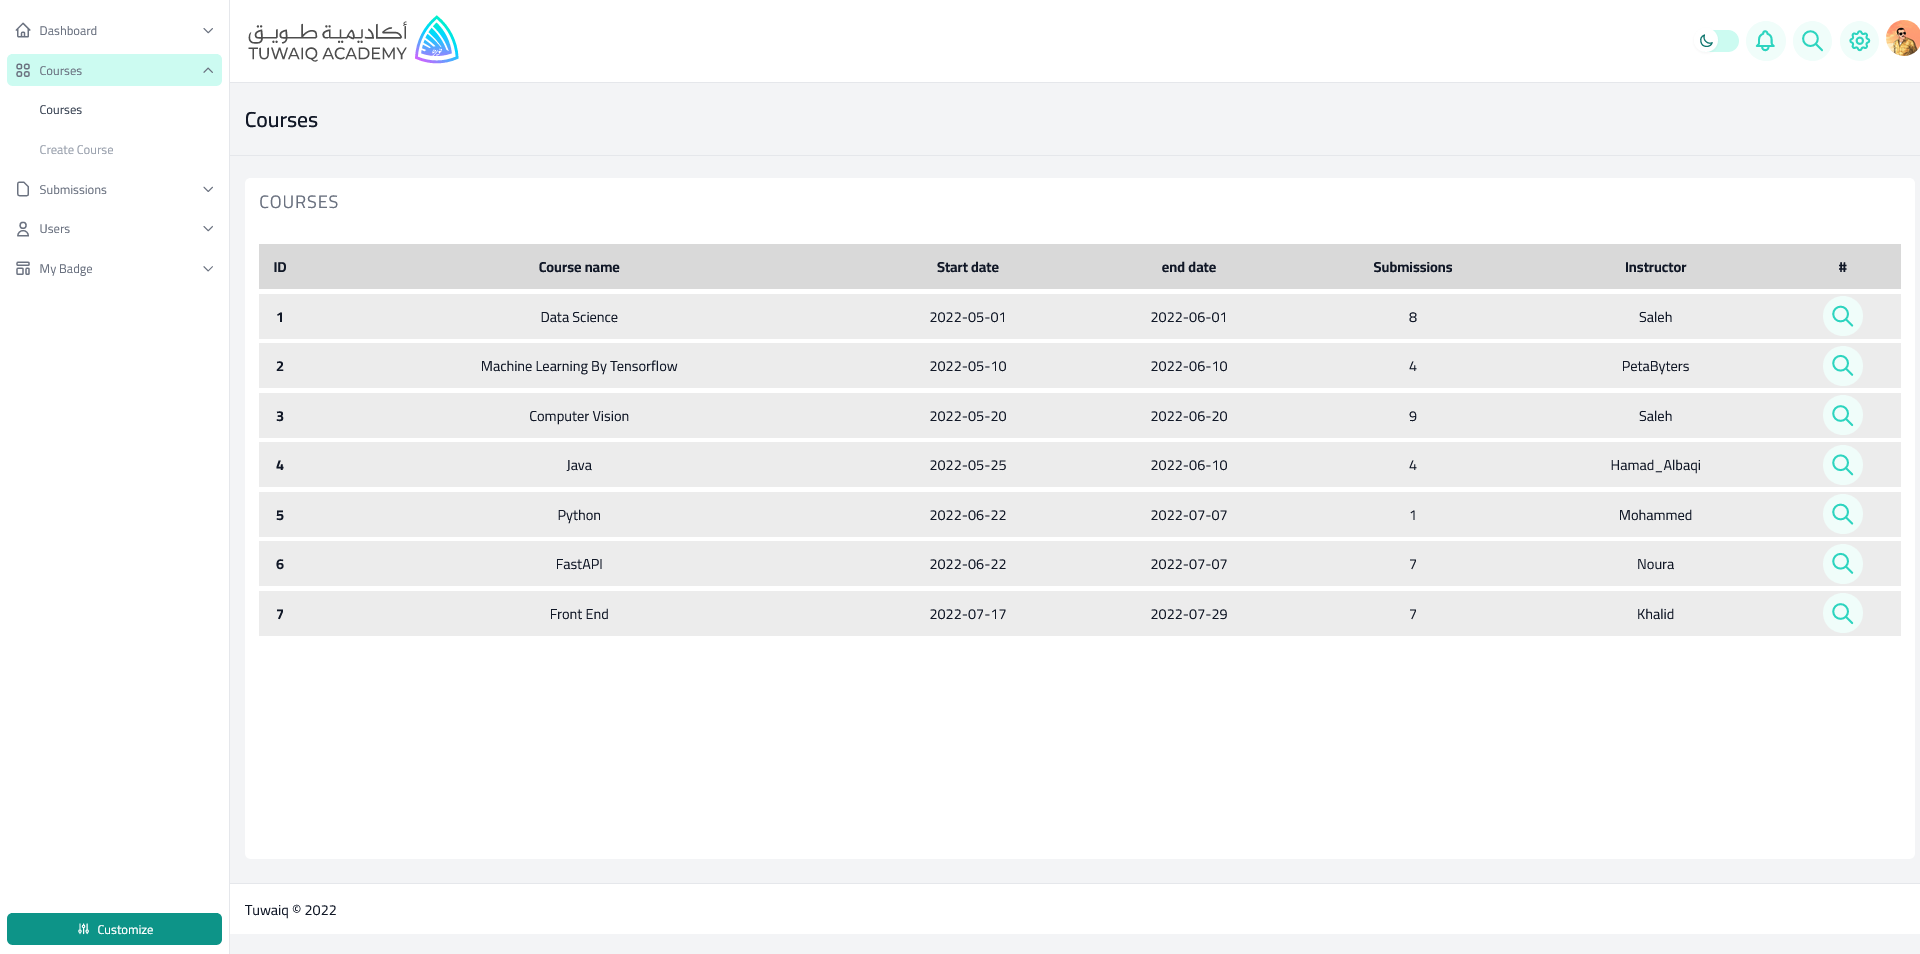 Dashboard
Courses
Courses
Create Course
Submissions
Users
My Badge
Customize
أكاديمية طويق
TUWAIQ ACADEMY
Courses
COURSES
ID Course name Start date end date Submissions Instructor #
1 Data Science 2022-05-01 2022-06-01 8 Saleh
2 Machine Learning By Tensorflow 2022-05-10 2022-06-10 4 PetaByters
3 Computer Vision 2022-05-20 2022-06-20 9 Saleh
4 Java 2022-05-25 2022-06-10 4 Hamad_Albaqi
5 Python 2022-06-22 2022-07-07 1 Mohammed
6 FastAPI 2022-06-22 2022-07-07 7 Noura
7 Front End 2022-07-17 2022-07-29 7 Khalid
Tuwaiq © 2022